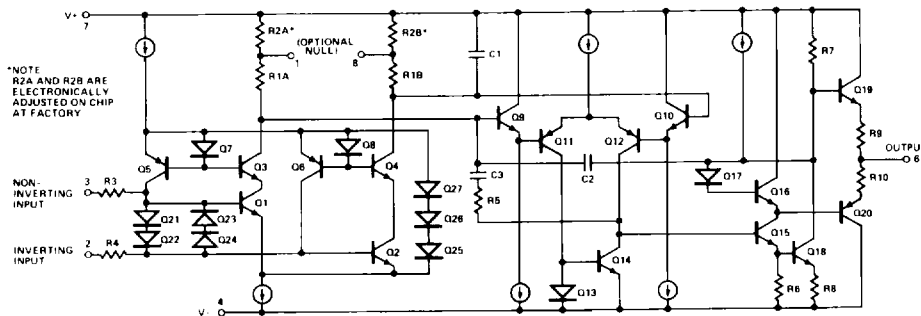 V+
7
R2A*
(OPTIONAL
NULL)
1
8
R2B*
R1A
R1B
C1
R7
*NOTE
R2A AND R2B ARE
ELECTRONICALLY
ADJUSTED ON CHIP
AT FACTORY
Q5
Q7
Q3
Q6
Q8
Q4
Q9
Q11
Q12
Q10
Q19
R9
OUTPU
6
R10
NON-
INVERTING
INPUT
3
R3
Q1
Q21
Q22
Q23
Q24
Q27
Q26
Q25
C3
R5
C2
Q17
Q16
Q15
Q20
INVERTING
INPUT
2
R4
Q2
Q14
Q13
Q18
R6
R8
V-
4